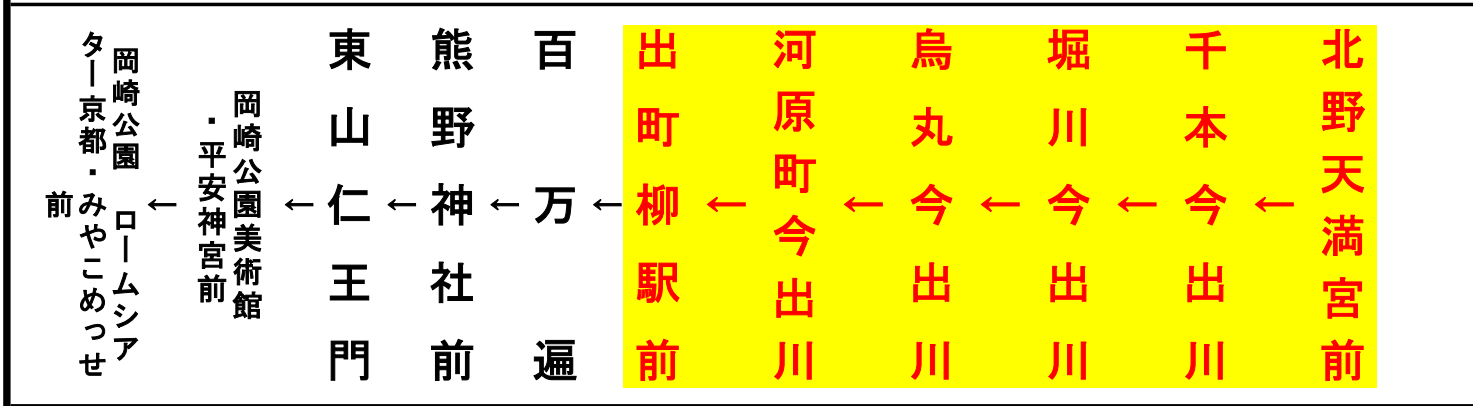 北野天満宮前
←
千本今出川
←
堀川今出川
←
烏丸今出川
←
河原町今出川
←
出町柳駅前
←
百万遍
←
熊野神社前
←
東山仁王門
←
岡崎公園美術館
・平安神宮前
←
岡崎公園 ロームシア
ター京都・みやこめっせ
前